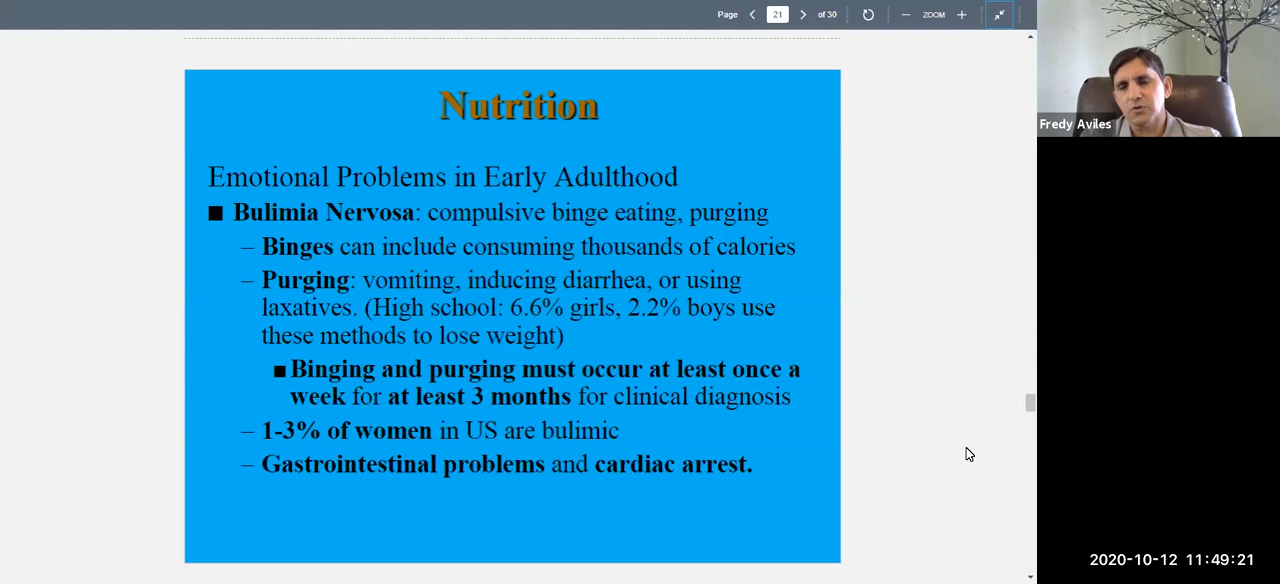 Page 21 of 30 ZOOM
Nutrition
Emotional Problems in Early Adulthood
■ Bulimia Nervosa: compulsive binge eating, purging
– Binges can include consuming thousands of calories
– Purging: vomiting, inducing diarrhea, or using
laxatives. (High school: 6.6% girls, 2.2% boys use
these methods to lose weight)
■ Binging and purging must occur at least once a
week for at least 3 months for clinical diagnosis
– 1-3% of women in US are bulimic
– Gastrointestinal problems and cardiac arrest.
Fredy Aviles
2020-10-12 11:49:21